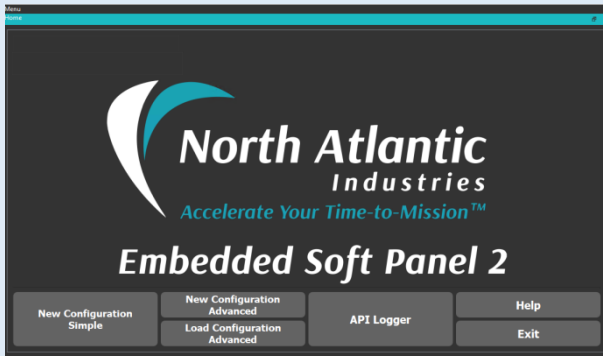 Menu
Home
North Atlantic
Industries
Accelerate Your Time-to-Mission™
Embedded Soft Panel 2
New Configuration
Simple
New Configuration
Advanced
Load Configuration
Advanced
API Logger
Help
Exit